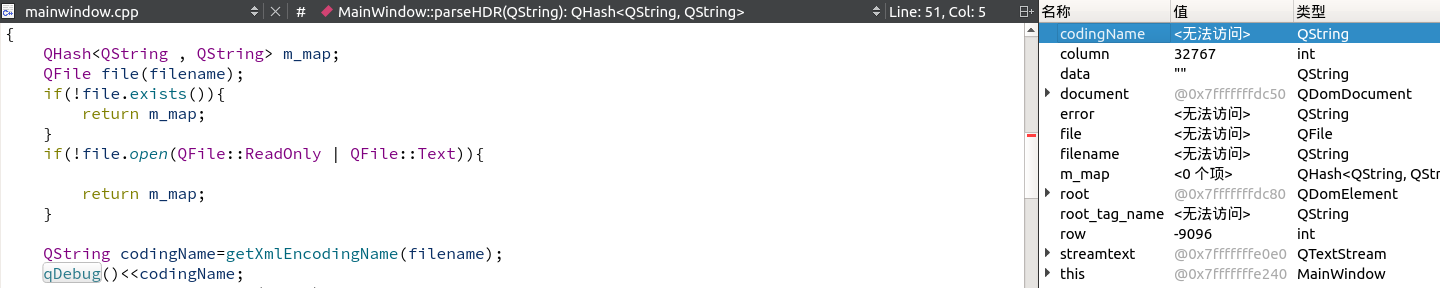 mainwindow.cpp # MainWindow::parseHDR(QString): QHash<QString, QString> Line: 51, Col: 5
{
    QHash<QString , QString> m_map;
    QFile file(filename);
    if(!file.exists()){
        return m_map;
    }
    if(!file.open(QFile::ReadOnly | QFile::Text)){
        return m_map;
    }
    QString codingName=getXmlEncodingName(filename);
    qDebug()<<codingName;
名称 值 类型
codingName <无法访问> QString
column 32767 int
data "" QString
document @0x7fffffffdc50 QDomDocument
error <无法访问> QString
file <无法访问> QFile
filename <无法访问> QString
m_map <0 个项> QHash<QString, QStr
root @0x7fffffffdc80 QDomElement
root_tag_name <无法访问> QString
row -9096 int
streamtext @0x7fffffffe0e0 QTextStream
this @0x7fffffffe240 MainWindow